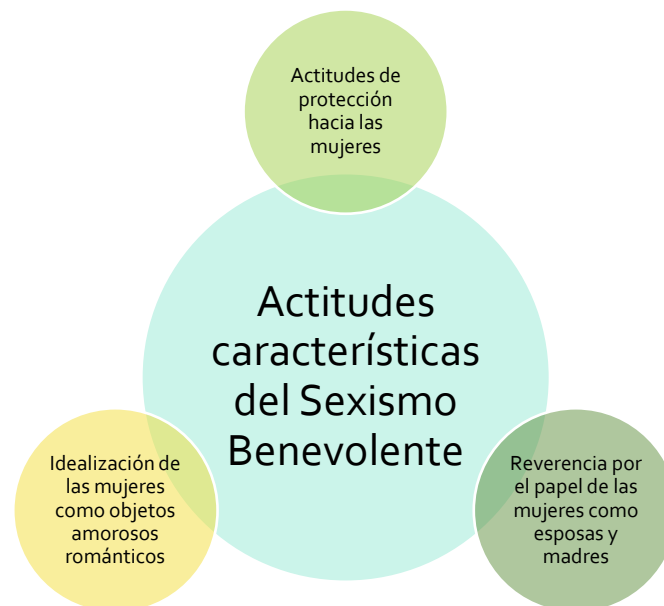 Actitudes de
protección
hacia las
mujeres
Actitudes
características
del Sexismo
Benevolente
Idealización de
las mujeres
como objetos
amorosos
románticos
Reverencia por
el papel de las
mujeres como
esposas y
madres